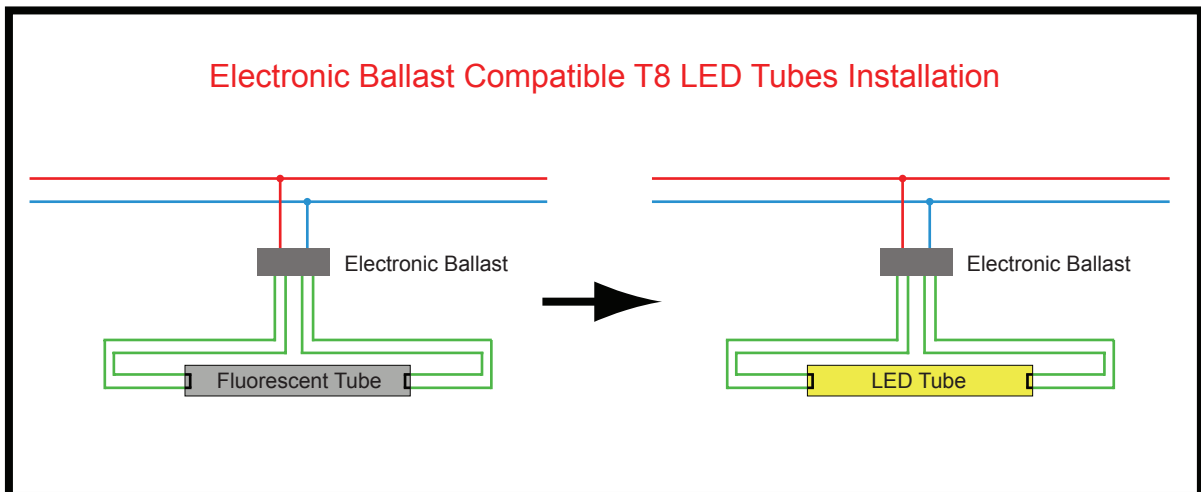 Electronic Ballast Compatible T8 LED Tubes Installation
Electronic Ballast
Fluorescent Tube
Electronic Ballast
LED Tube